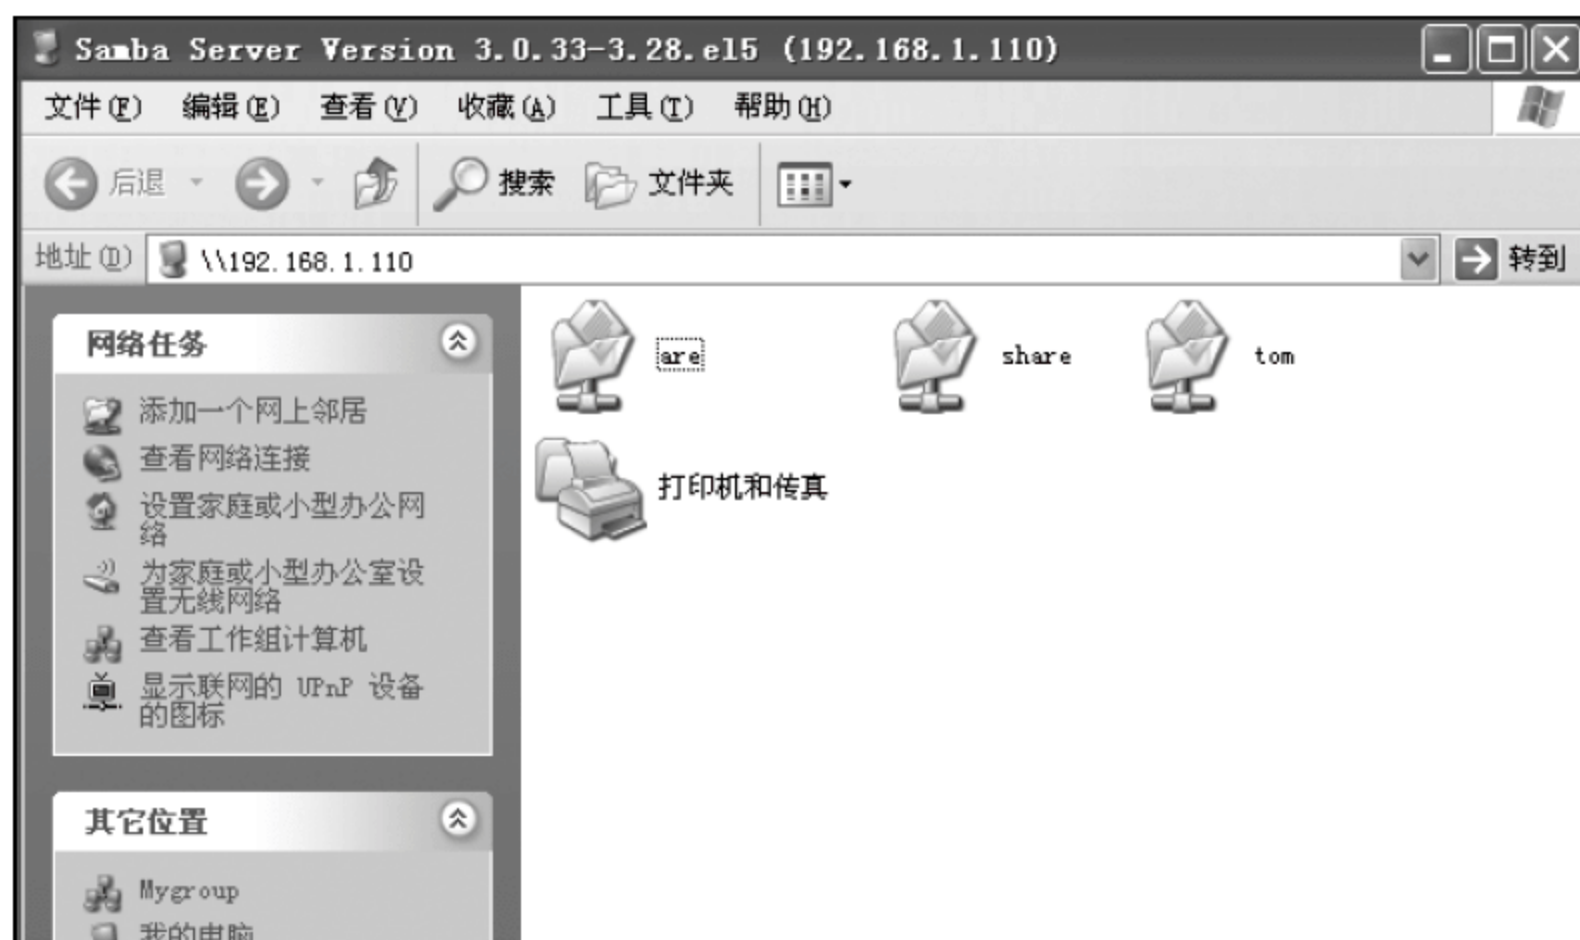 Samba Server Version 3.0.33-3.28.el5 (192.168.1.110)
文件(F) 编辑(E) 查看(V) 收藏(A) 工具(T) 帮助(H)
后退 搜索 文件夹
地址(D) \\192.168.1.110 转到
网络任务
添加一个网上邻居
查看网络连接
设置家庭或小型办公网
络
为家庭或小型办公室设
置无线网络
查看工作组计算机
显示联网的 UPnP 设备
的图标
其它位置
Mygroup
我的电脑
are share tom
打印机和传真